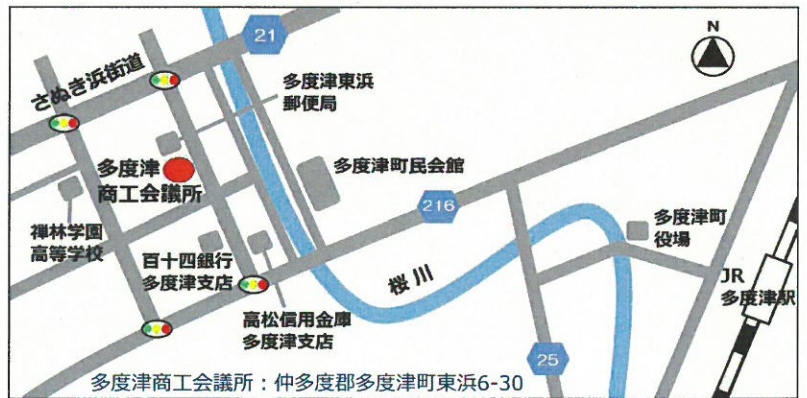 21
N
さぬき浜街道
多度津東浜
郵便局
多度津
商工会議所
多度津町民会館
216
禅林学園
高等学校
百十四銀行
多度津支店
高松信用金庫
多度津支店
桜川
多度津町
役場
JR
多度津駅
25
多度津商工会議所：仲多度郡多度津町東浜6-30